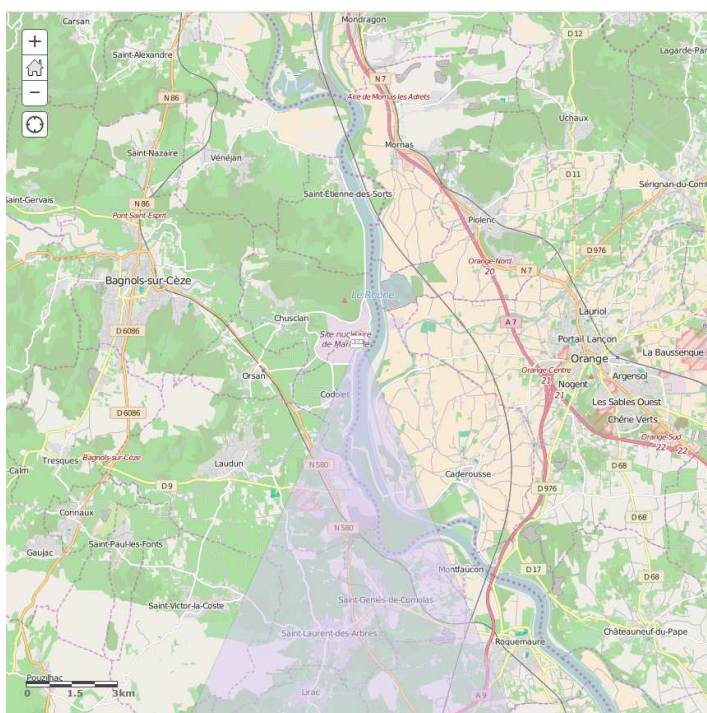 Carsan
Mondragon
D 12
+
Saint-Alexandre
Lagarde-Par
N 7
−
N 86
Aire de Mornas les Adrets
Uchaux
Mornas
Saint-Nazaire
Vénéjan
D 11
Saint-Étienne-des-Sorts
Sérignan-du-Comt
Saint-Gervais
N 86
Pont Saint-Esprit
Piolenc
D 976
Orange-Nord
20
N 7
Bagnols-sur-Cèze
Le Rhône
Lauriol
Chusclan
A 7
D 6086
Site nucléaire
Portail Lançon
La Baussenque
Orange
Orsan
Orange-Centre
21
Argensol
Nogent
Codolet
21
Les Sables Ouest
D 6086
Chêne Verts
Orange-Sud
22
22
Tresques
Bagnols-sur-Cèze
Laudun
N 580
D 68
-Calm
Caderousse
D 9
D 976
Connaux
D 68
N 580
Saint-Paul-les-Fonts
Gaujac
Montfaucon
D 17
D 68
Saint-Victor-la-Coste
Saint-Geniès-de-Comolas
Saint-Laurent-des-Arbres
Châteauneuf-du-Pape
Roquemaure
Pouzilhac
Lirac
A 9
0 1.5 3km